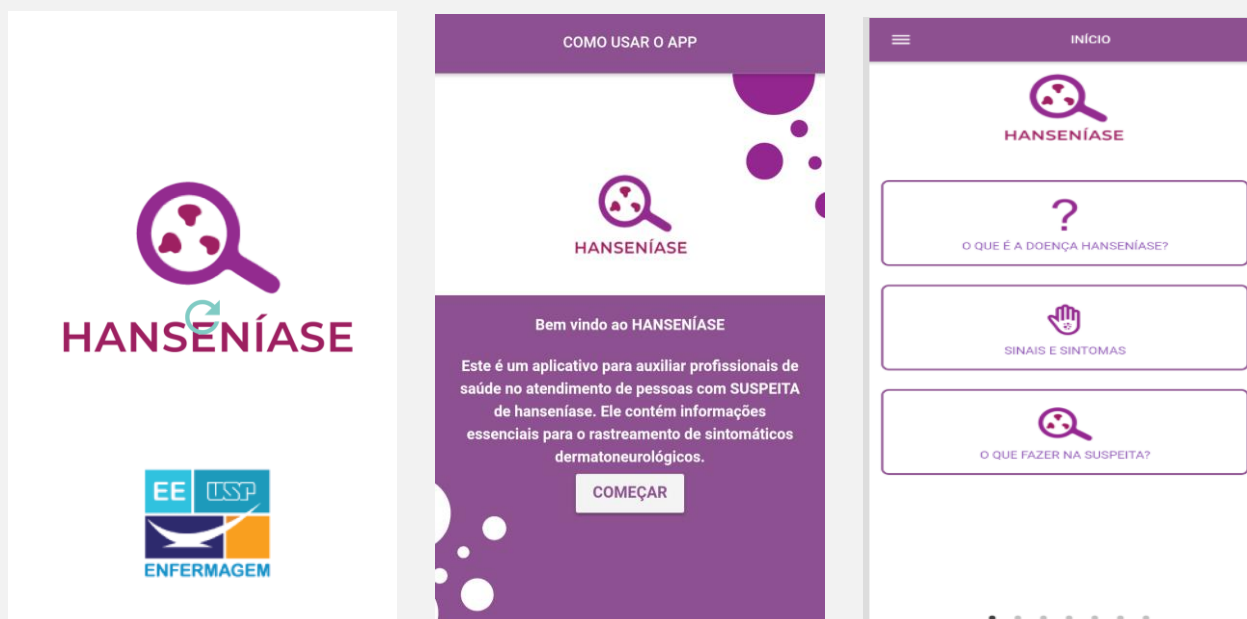 HANSENÍASE
EE USP
ENFERMAGEM
COMO USAR O APP
HANSENÍASE
Bem vindo ao HANSENÍASE
Este é um aplicativo para auxiliar profissionais de
saúde no atendimento de pessoas com SUSPEITA
de hanseníase. Ele contém informações
essenciais para o rastreamento de sintomáticos
dermatoneurológicos.
COMEÇAR
INÍCIO
HANSENÍASE
?
O QUE É A DOENÇA HANSENÍASE?
SINAIS E SINTOMAS
O QUE FAZER NA SUSPEITA?